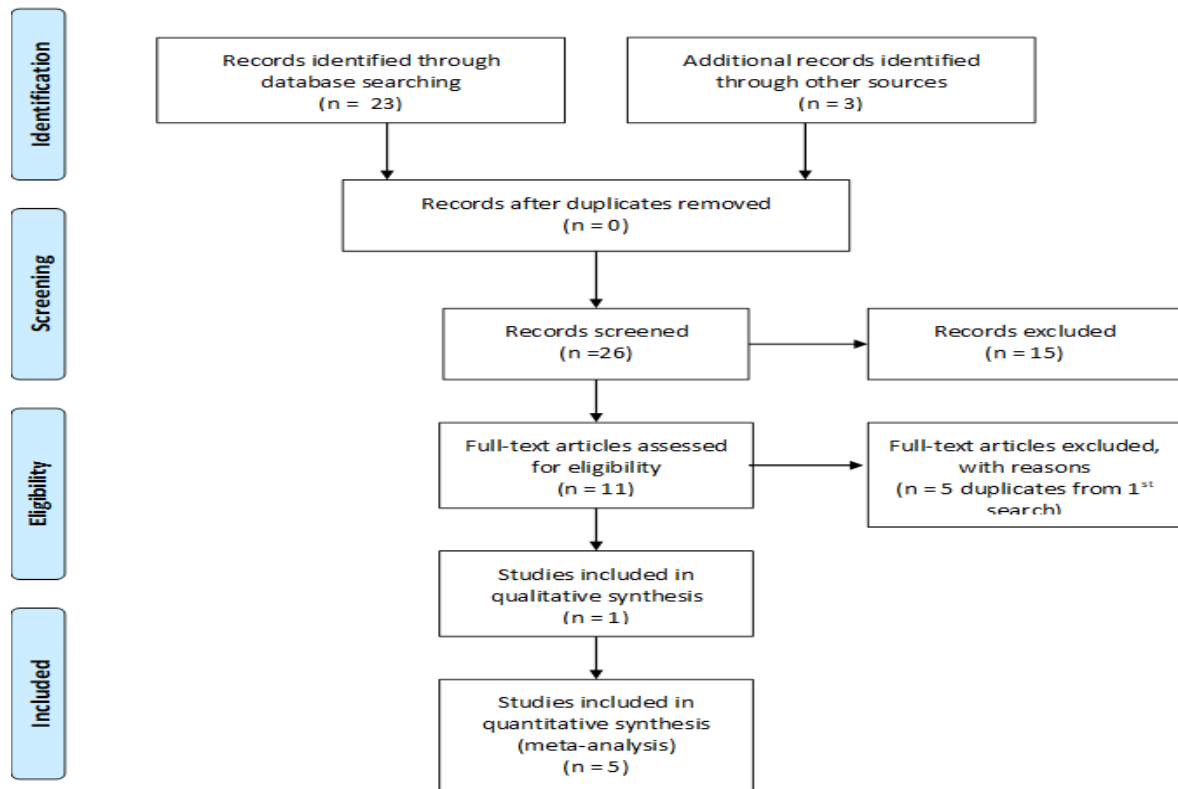 Identification
Records identified through
database searching
(n = 23)
Additional records identified
through other sources
(n = 3)
Records after duplicates removed
(n = 0)
Screening
Records screened
(n =26)
Records excluded
(n = 15)
Eligibility
Full-text articles assessed
for eligibility
(n = 11)
Full-text articles excluded,
with reasons
(n = 5 duplicates from 1st
search)
Studies included in
qualitative synthesis
(n = 1)
Included
Studies included in
quantitative synthesis
(meta-analysis)
(n = 5)